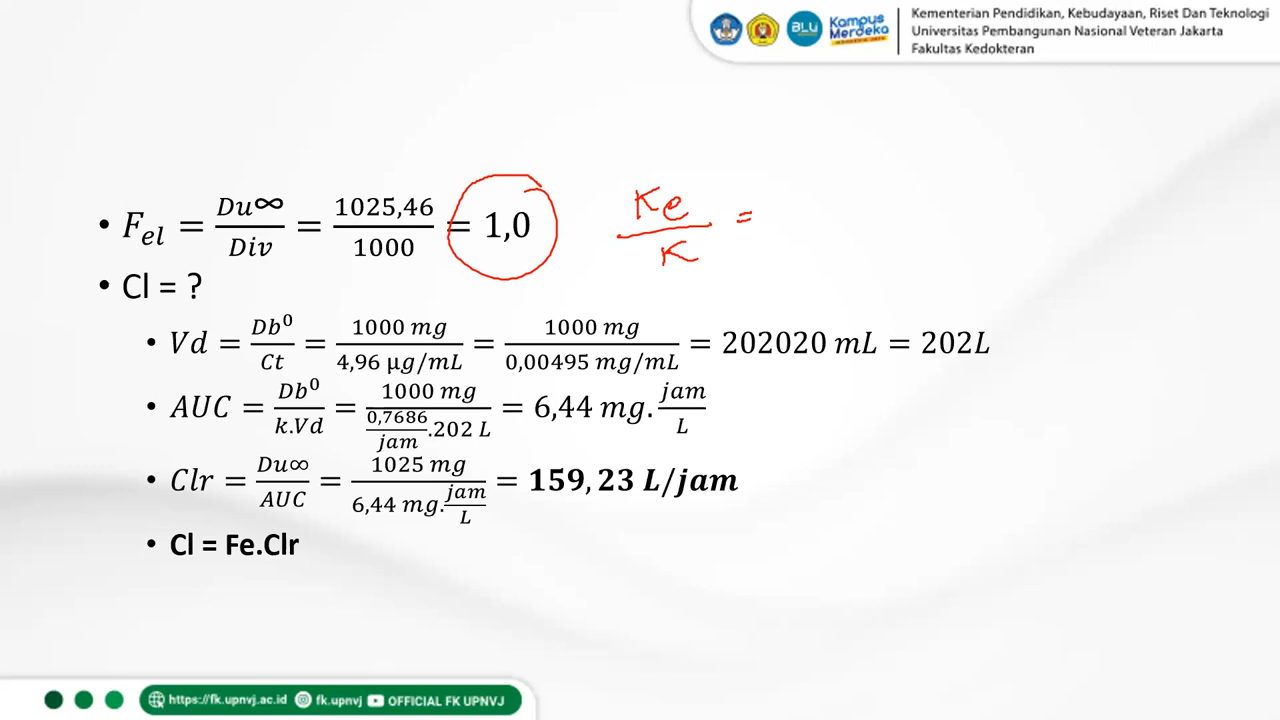 BLU
Kampus
Merdeka
Kementerian Pendidikan, Kebudayaan, Riset Dan Teknologi
Universitas Pembangunan Nasional Veteran Jakarta
Fakultas Kedokteran
• F_el = Du∞/Div = 1025,46/1000 = 1,0
Ke/K =
• Cl = ?
• Vd = Db⁰/Ct = 1000 mg/4,96 μg/mL = 1000 mg/0,00495 mg/mL = 202020 mL = 202L
• AUC = Db⁰/k.Vd = 1000 mg/(0,7686/jam.202 L) = 6,44 mg.jam/L
• Clr = Du∞/AUC = 1025 mg/(6,44 mg.jam/L) = 159,23 L/jam
• Cl = Fe.Clr
https://fk.upnvj.ac.id fk.upnvj OFFICIAL FK UPNVJ